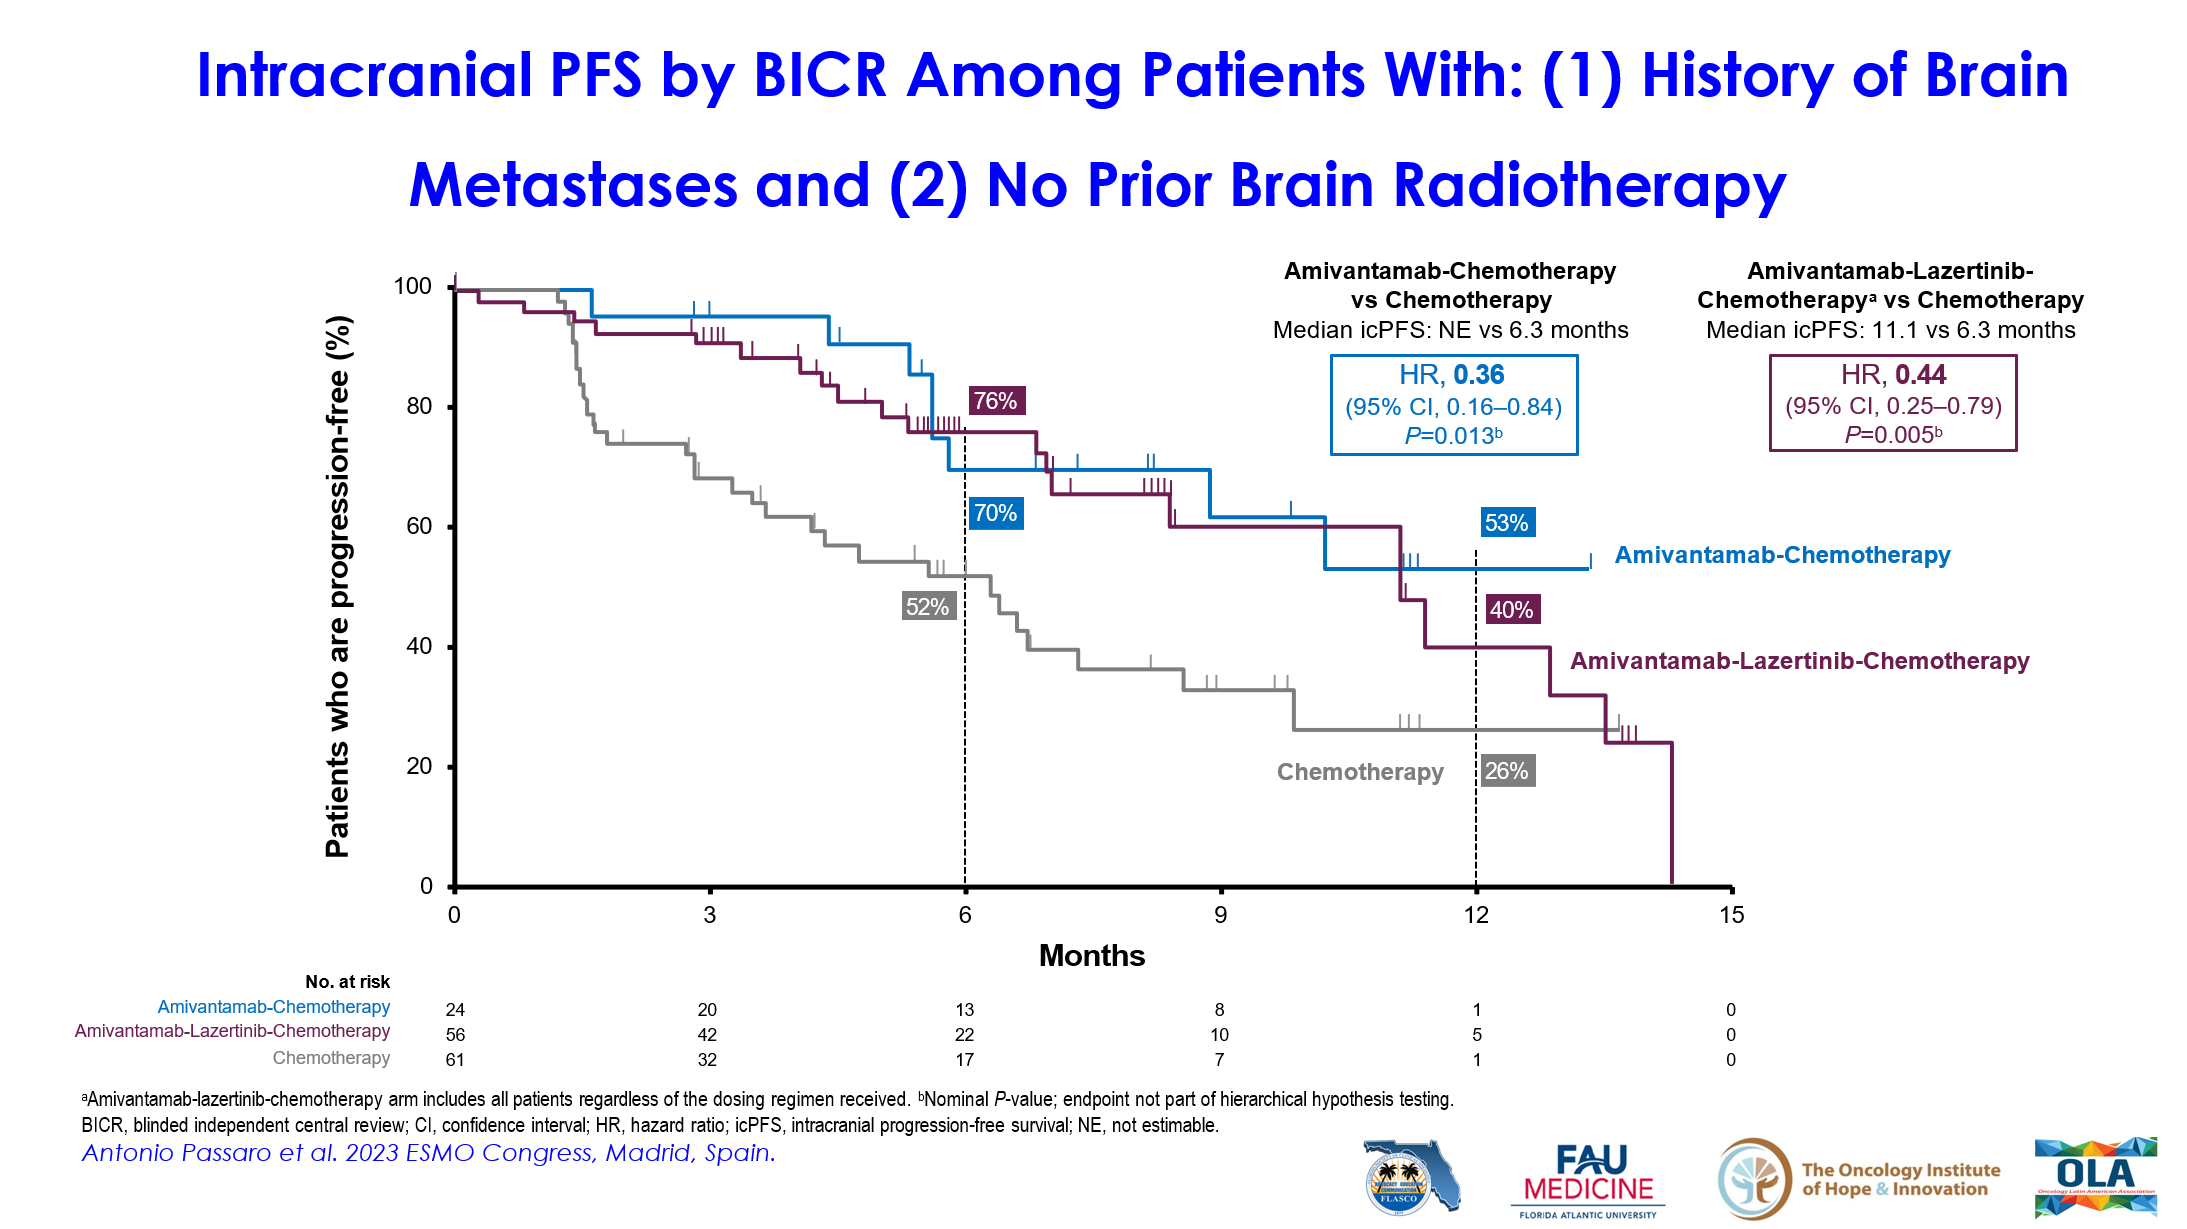 Intracranial PFS by BICR Among Patients With: (1) History of Brain
Metastases and (2) No Prior Brain Radiotherapy
Amivantamab-Chemotherapy
vs Chemotherapy
Median icPFS: NE vs 6.3 months
HR, 0.36
(95% CI, 0.16–0.84)
P=0.013ᵇ
Amivantamab-Lazertinib-
Chemotherapyᵃ vs Chemotherapy
Median icPFS: 11.1 vs 6.3 months
HR, 0.44
(95% CI, 0.25–0.79)
P=0.005ᵇ
Patients who are progression-free (%)
100
80
60
40
20
0
76%
70%
52%
53%
40%
26%
Amivantamab-Chemotherapy
Amivantamab-Lazertinib-Chemotherapy
Chemotherapy
0 3 6 9 12 15
Months
No. at risk
Amivantamab-Chemotherapy 24 20 13 8 1 0
Amivantamab-Lazertinib-Chemotherapy 56 42 22 10 5 0
Chemotherapy 61 32 17 7 1 0
ᵃAmivantamab-lazertinib-chemotherapy arm includes all patients regardless of the dosing regimen received. ᵇNominal P-value; endpoint not part of hierarchical hypothesis testing.
BICR, blinded independent central review; CI, confidence interval; HR, hazard ratio; icPFS, intracranial progression-free survival; NE, not estimable.
Antonio Passaro et al. 2023 ESMO Congress, Madrid, Spain.
ADVOCACY EDUCATION
COMMUNICATION
FLASCO
FAU
MEDICINE
FLORIDA ATLANTIC UNIVERSITY
The Oncology Institute
of Hope & Innovation
OLA
Oncology Latin American Association